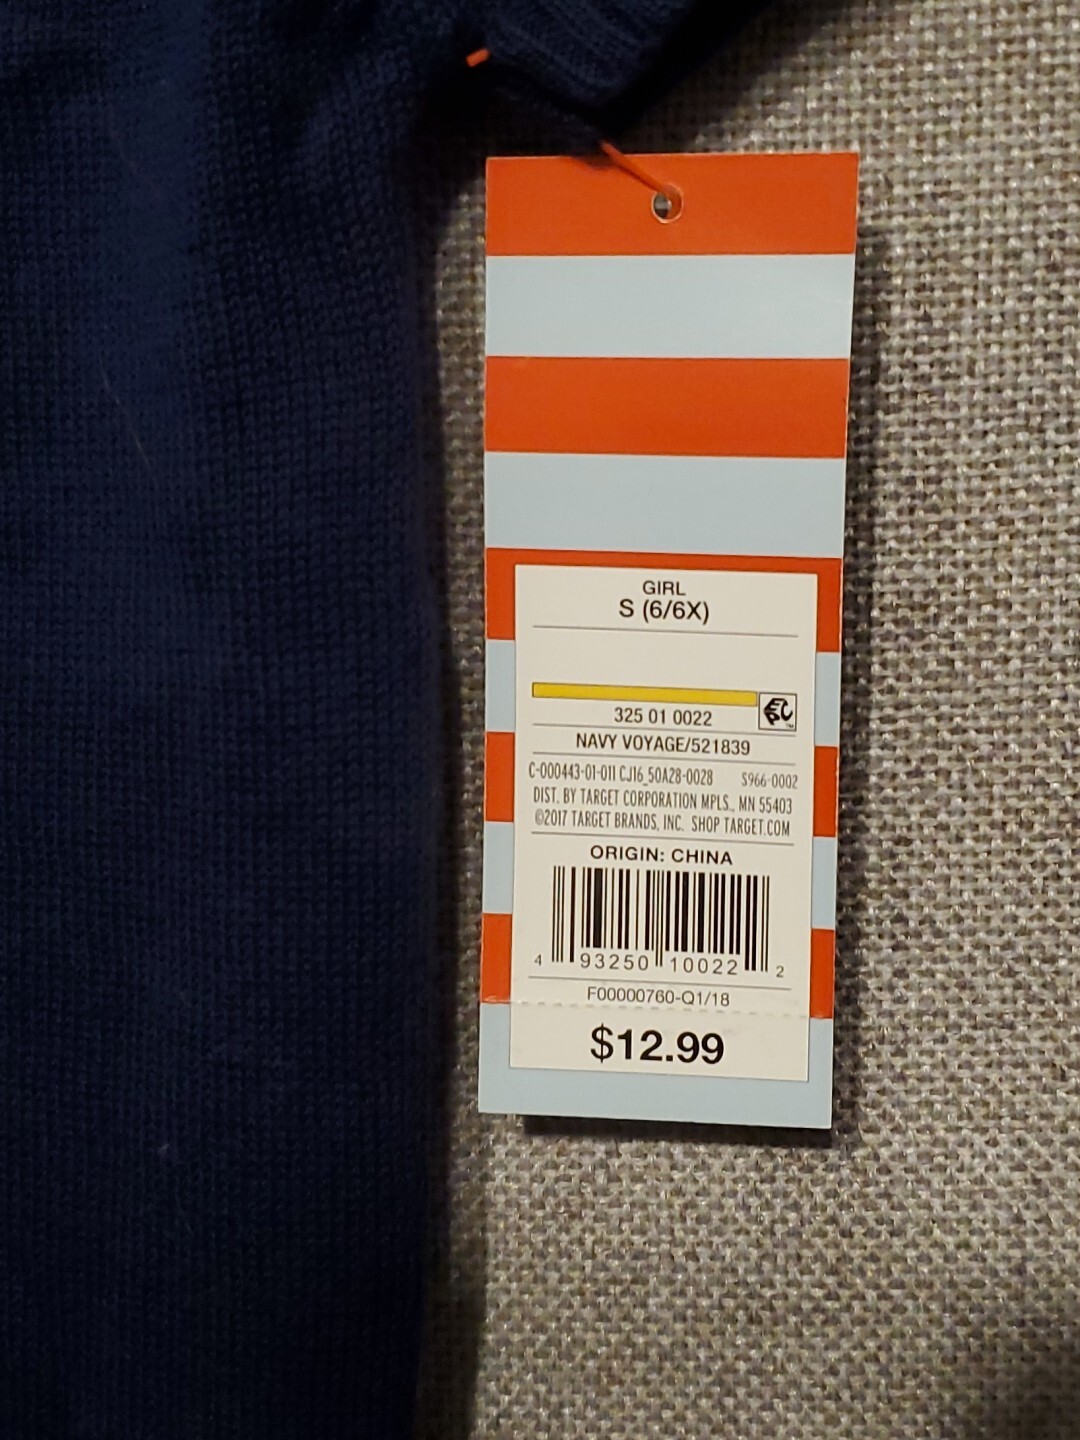 GIRL
S (6/6X)
325 01 0022
NAVY VOYAGE/521839
C-000443-01-011 CJ16_50A28-0028 S966-0002
DIST. BY TARGET CORPORATION MPLS., MN 55403
©2017 TARGET BRANDS, INC. SHOP TARGET.COM
ORIGIN: CHINA
4 93250 10022 2
F00000760-Q1/18
$12.99